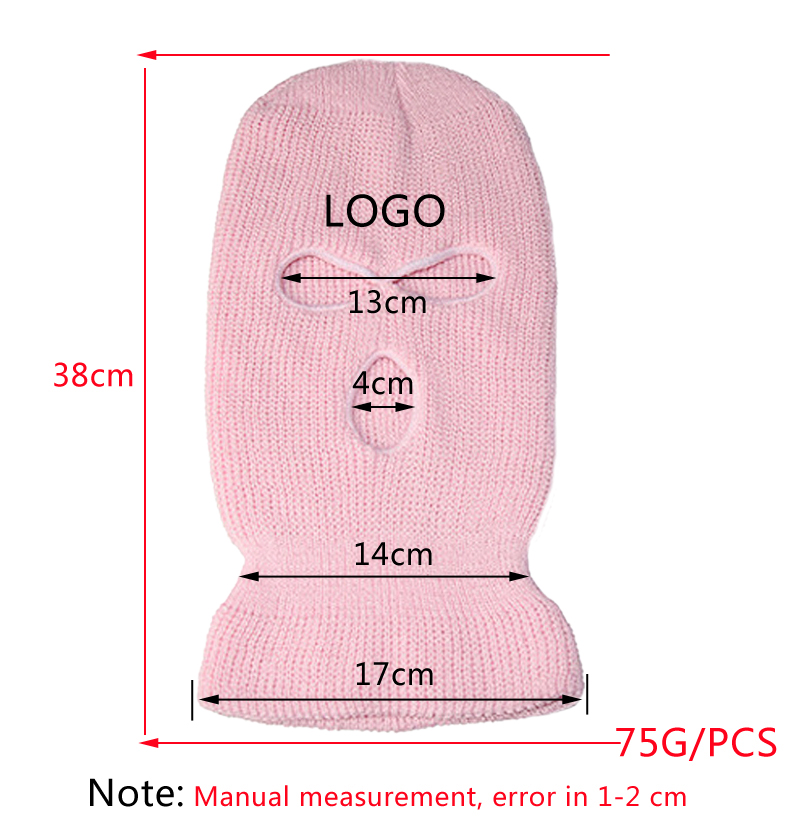 LOGO
13cm
38cm
4cm
14cm
17cm
75G/PCS
Note: Manual measurement, error in 1-2 cm